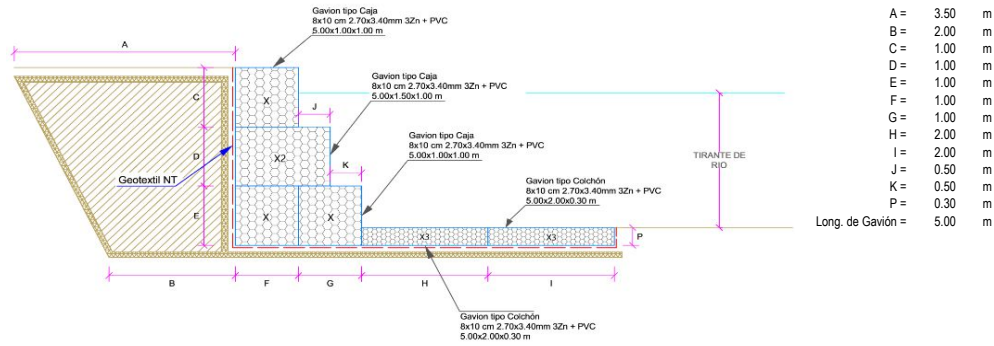 Gavion tipo Caja
8x10 cm 2.70x3.40mm 3Zn + PVC
5.00x1.00x1.00 m
A
Gavion tipo Caja
8x10 cm 2.70x3.40mm 3Zn + PVC
5.00x1.50x1.00 m
C
X
J
Gavion tipo Caja
8x10 cm 2.70x3.40mm 3Zn + PVC
5.00x1.00x1.00 m
D
X2
K
TIRANTE DE
RIO
Geotextil NT
Gavion tipo Colchón
8x10 cm 2.70x3.40mm 3Zn + PVC
5.00x2.00x0.30 m
E
X
X
X3
X3
P
B
F
G
H
I
Gavion tipo Colchón
8x10 cm 2.70x3.40mm 3Zn + PVC
5.00x2.00x0.30 m
A = 3.50 m
B = 2.00 m
C = 1.00 m
D = 1.00 m
E = 1.00 m
F = 1.00 m
G = 1.00 m
H = 2.00 m
I = 2.00 m
J = 0.50 m
K = 0.50 m
P = 0.30 m
Long. de Gavión = 5.00 m